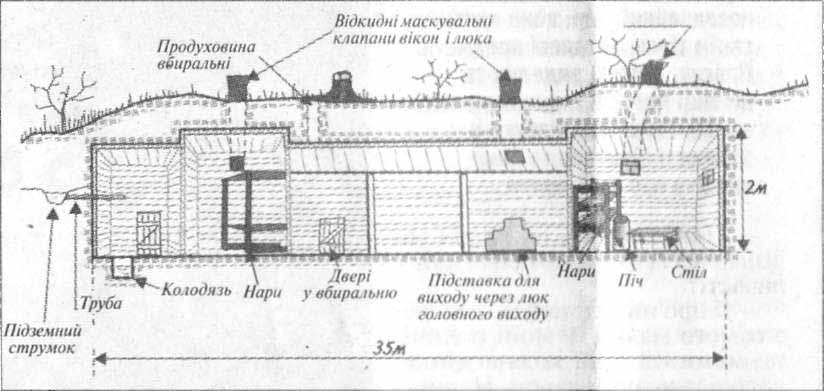 Продуховина
вбиральні
Відкидні маскувальні
клапани вікон і люка
2м
Підземний
струмок
Труба
Колодязь
Нари
Двері
у вбиральню
Підставка для
виходу через люк
головного виходу
Нари
Піч
Стіл
35м